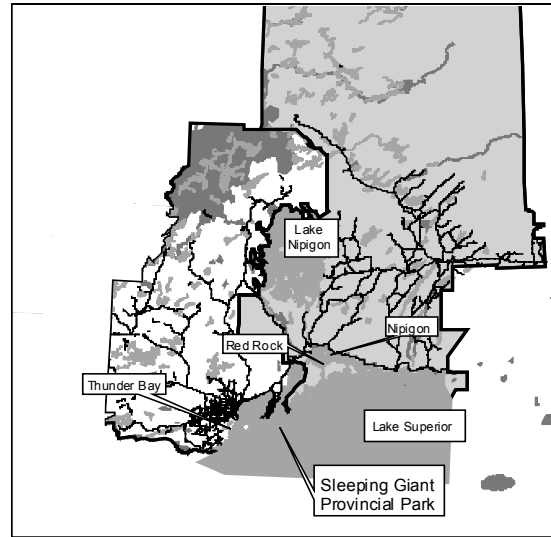 Lake
Nipigon
Nipigon
Red Rock
Thunder Bay
Lake Superior
Sleeping Giant
Provincial Park